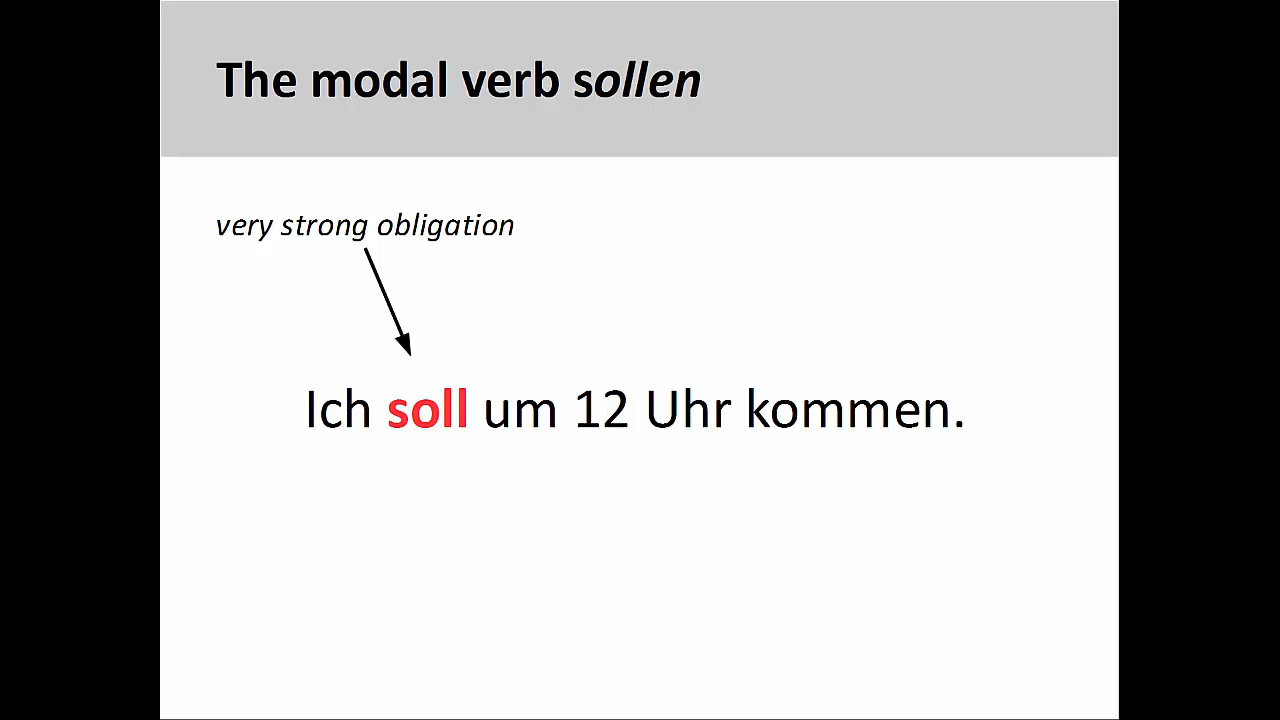 The modal verb sollen
very strong obligation
Ich soll um 12 Uhr kommen.